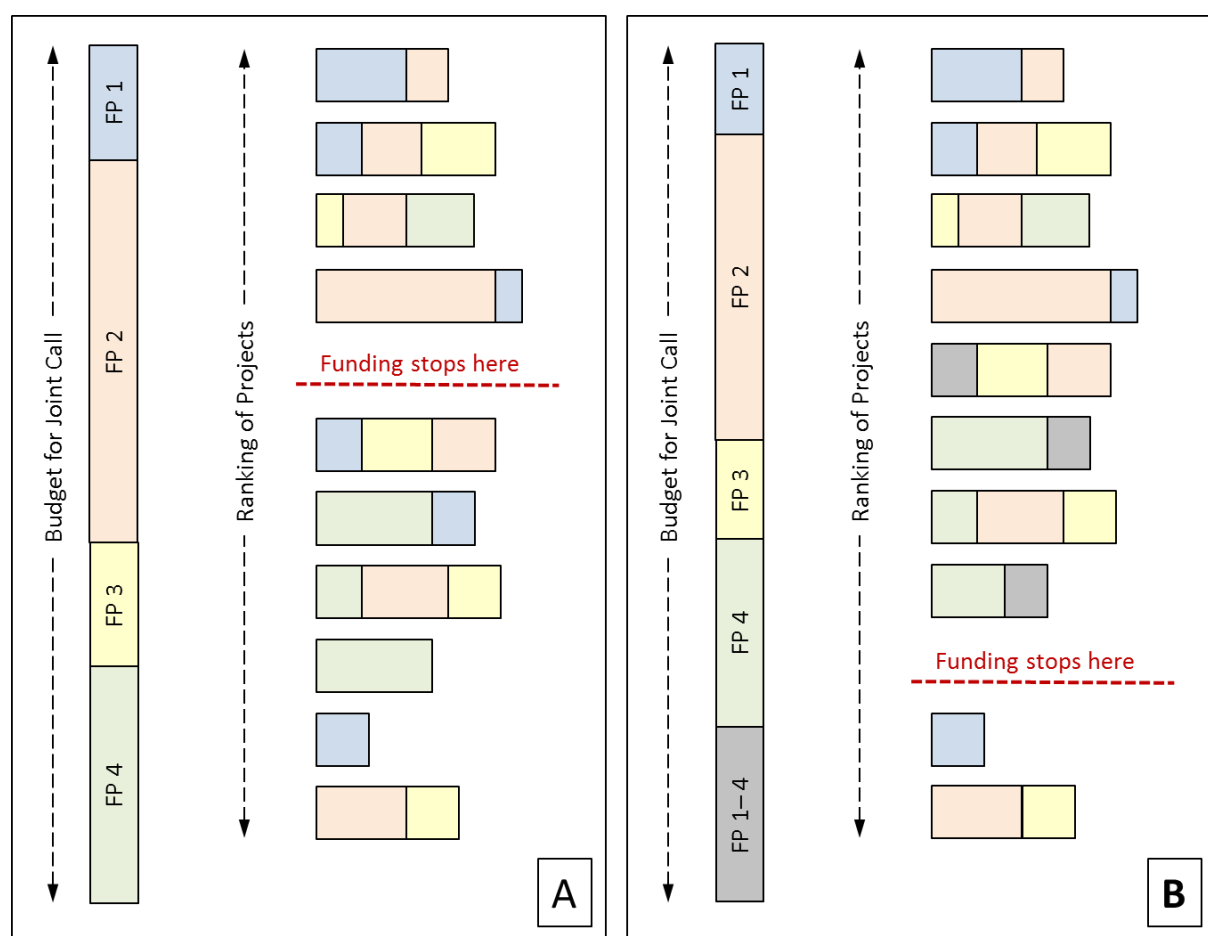 Budget for Joint Call
FP 1
FP 2
FP 3
FP 4
Ranking of Projects
Funding stops here
A
Budget for Joint Call
FP 1
FP 2
FP 3
FP 4
FP 1–4
Ranking of Projects
Funding stops here
B